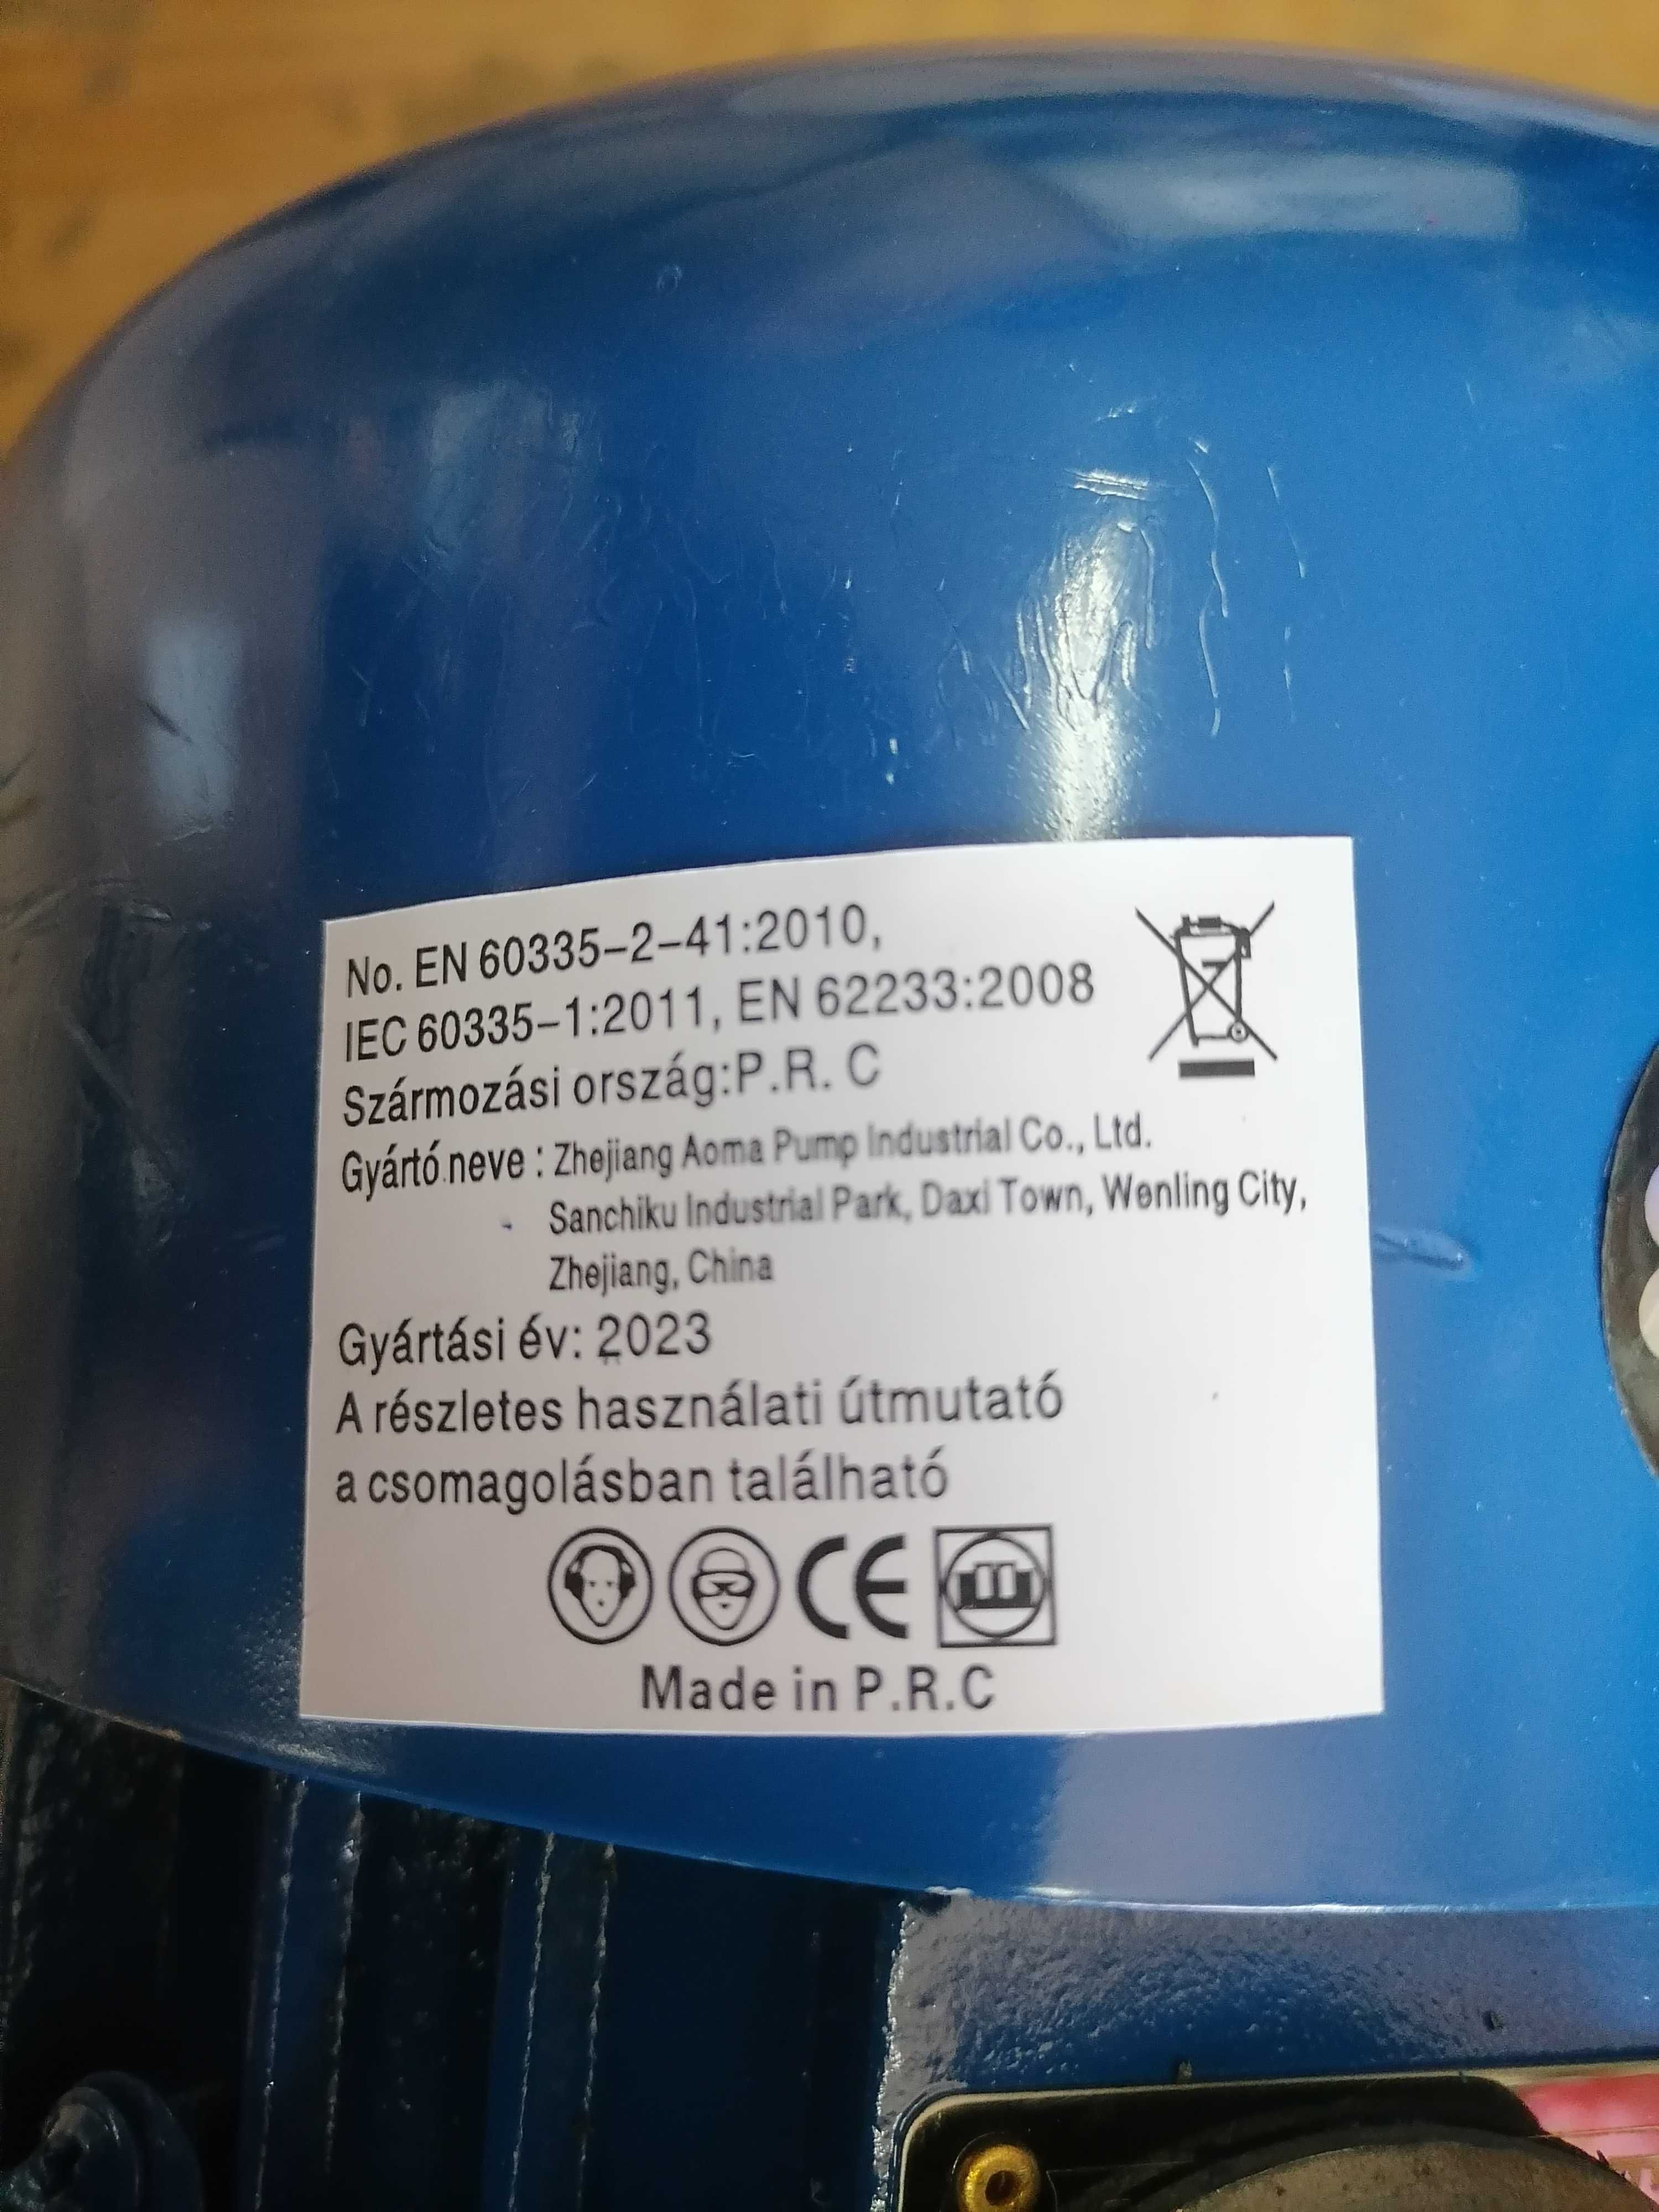 No. EN 60335-2-41:2010,
IEC 60335-1:2011, EN 62233:2008
Szármozási ország:P.R. C
Gyártó neve : Zhejiang Aoma Pump Industrial Co., Ltd.
Sanchiku Industrial Park, Daxi Town, Wenling City,
Zhejiang, China
Gyártási év: 2023
A részletes használati útmutató
a csomagolásban található
CE
Made in P.R.C